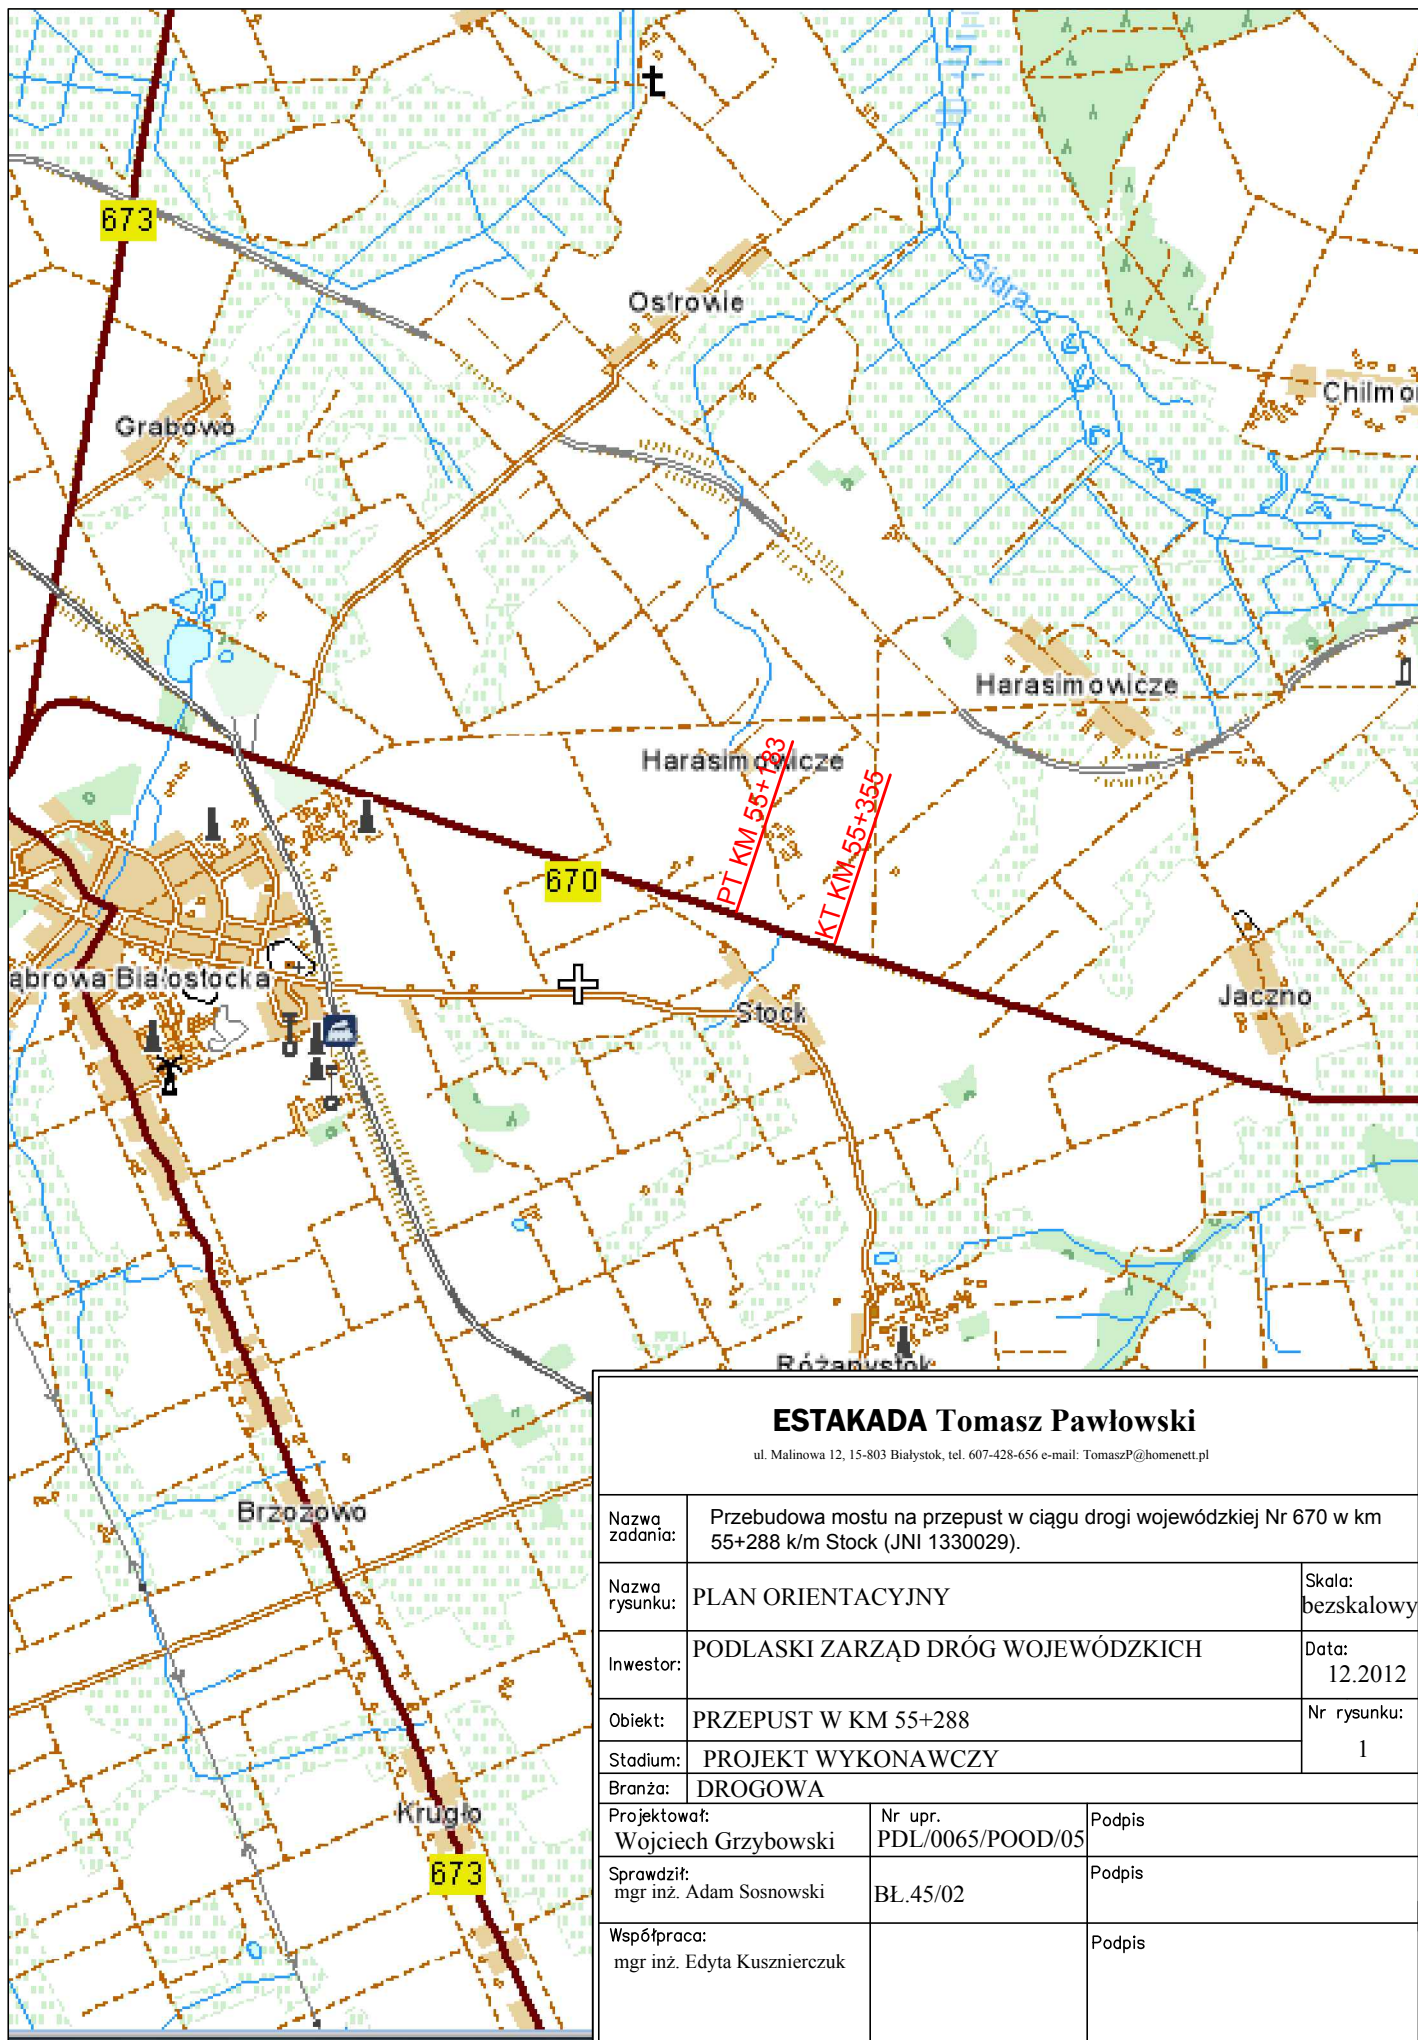 673
Ostrowie
Sidra
Grabowo
Harasimowicze
Harasimowicze
PT KM 55+183
KT KM 55+355
670
ąbrowa Białostocka
Stock
Jaczno
Różanystok
Brzozowo
Krugło
673
ESTAKADA Tomasz Pawłowski
ul. Malinowa 12, 15-803 Białystok, tel. 607-428-656 e-mail: TomaszP@homenett.pl
Nazwa zadania:
Przebudowa mostu na przepust w ciągu drogi wojewódzkiej Nr 670 w km
55+288 k/m Stock (JNI 1330029).
Nazwa rysunku:
PLAN ORIENTACYJNY
Skala:
bezskalowy
Inwestor:
PODLASKI ZARZĄD DRÓG WOJEWÓDZKICH
Data:
12.2012
Obiekt:
PRZEPUST W KM 55+288
Nr rysunku:
1
Stadium:
PROJEKT WYKONAWCZY
Branża:
DROGOWA
Projektował:
Wojciech Grzybowski
Nr upr.
PDL/0065/POOD/05
Podpis
Sprawdził:
mgr inż. Adam Sosnowski
BŁ.45/02
Podpis
Współpraca:
mgr inż. Edyta Kusznierczuk
Podpis